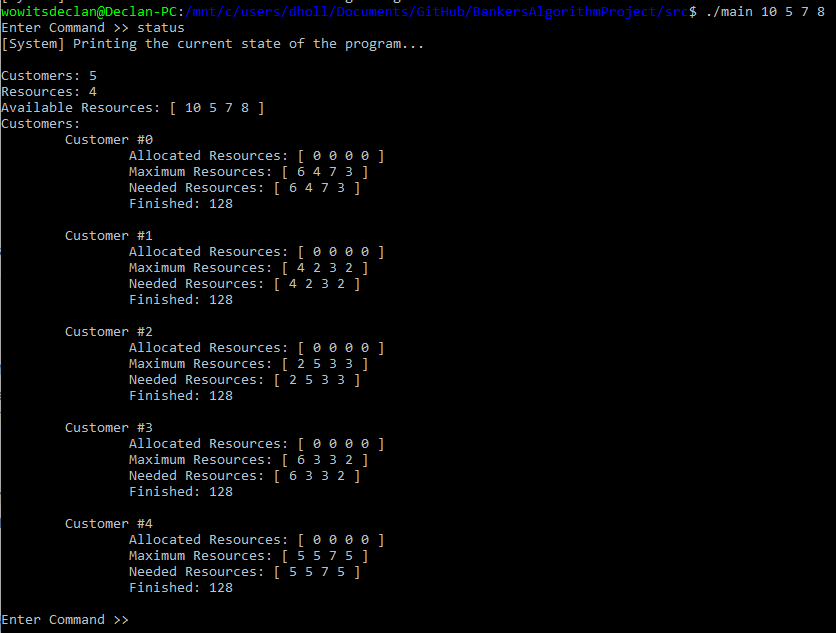 wowitsdeclan@Declan-PC:/mnt/c/users/dholl/Documents/GitHub/BankersAlgorithmProject/src$ ./main 10 5 7 8
Enter Command >> status
[System] Printing the current state of the program...

Customers: 5
Resources: 4
Available Resources: [ 10 5 7 8 ]
Customers:
        Customer #0
                Allocated Resources: [ 0 0 0 0 ]
                Maximum Resources: [ 6 4 7 3 ]
                Needed Resources: [ 6 4 7 3 ]
                Finished: 128

        Customer #1
                Allocated Resources: [ 0 0 0 0 ]
                Maximum Resources: [ 4 2 3 2 ]
                Needed Resources: [ 4 2 3 2 ]
                Finished: 128

        Customer #2
                Allocated Resources: [ 0 0 0 0 ]
                Maximum Resources: [ 2 5 3 3 ]
                Needed Resources: [ 2 5 3 3 ]
                Finished: 128

        Customer #3
                Allocated Resources: [ 0 0 0 0 ]
                Maximum Resources: [ 6 3 3 2 ]
                Needed Resources: [ 6 3 3 2 ]
                Finished: 128

        Customer #4
                Allocated Resources: [ 0 0 0 0 ]
                Maximum Resources: [ 5 5 7 5 ]
                Needed Resources: [ 5 5 7 5 ]
                Finished: 128

Enter Command >>